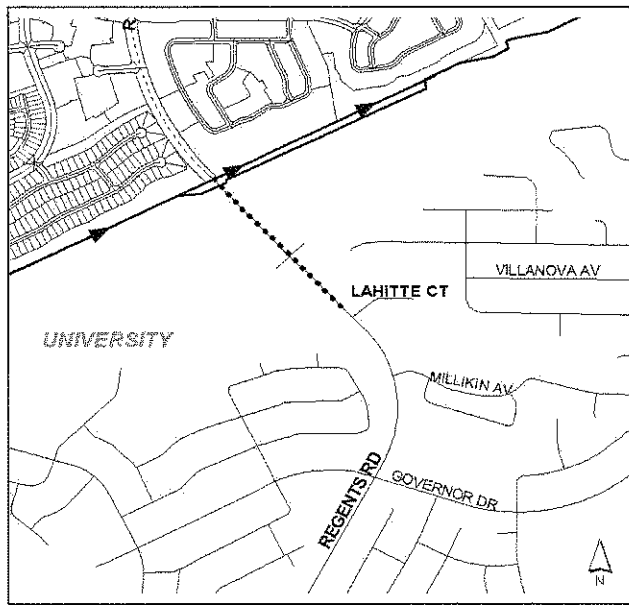 R
VILLANOVA AV
LAHITTE CT
UNIVERSITY
MILLIKIN AV
REGENTS RD
GOVERNOR DR
N